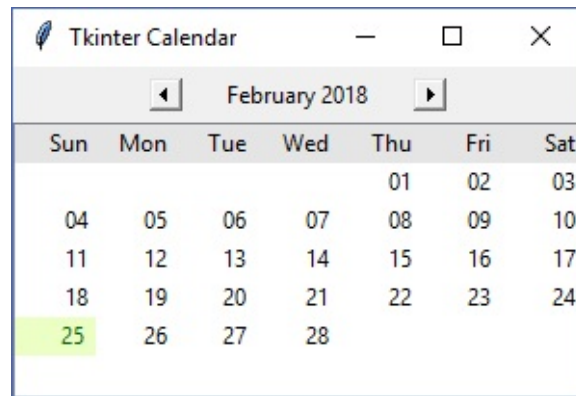 Tkinter Calendar
February 2018
Sun Mon Tue Wed Thu Fri Sat
01 02 03
04 05 06 07 08 09 10
11 12 13 14 15 16 17
18 19 20 21 22 23 24
25 26 27 28